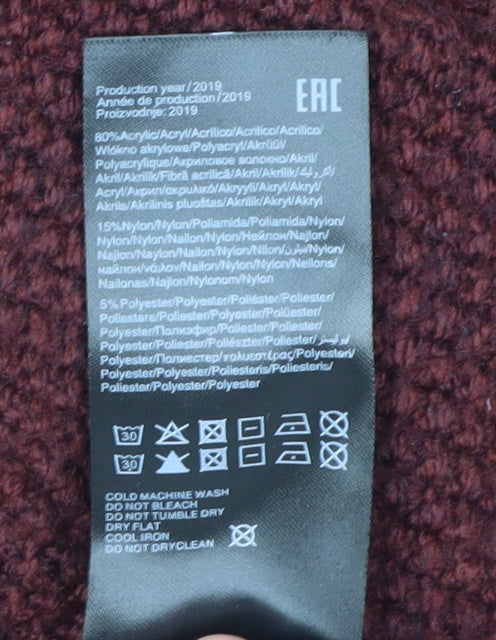 Production year/2019
Année de production/2019
Proizvodnje: 2019
EAC
80%Acrylic/Acryl/Acrílico/Acrilico/Acrílico/
Włókno akrylowe/Polyacryl/Akrüül/
Polyacrylique/Акриловое волокно/Akril/
Akril/Akrilik/Fibră acrilică/Akril/Akrilik/أكريليك/
Acryl/Акрил/ακρυλικό/Akryyli/Akryl/Akryl/
Akrils/Akrilinis pluoštas/Akrilik/Akryl/Akryl
15%Nylon/Nylon/Poliamida/Poliamida/Nylon/
Nylon/Nylon/Nailon/Nylon/Нейлон/Najlon/
Najlon/Naylon/Nailon/Nylon/Nilon/نايلون/Nylon/
найлон/νάιλον/Nailon/Nylon/Nylon/Neilons/
Nailonas/Najlon/Nylonom/Nylon
5%Polyester/Polyester/Poliéster/Poliester/
Poliestere/Poliester/Polyester/Polüester/
Polyester/Полиэфир/Poliester/Polyester/
Polyester/Poliester/Poliészter/Poliester/بوليستر/
Polyester/Полиестер/πολυεστέρας/Polyesteri/
Polyester/Polyester/Poliesteris/Poliesteris/
Poliester/Polyester/Polyester
30
30
COLD MACHINE WASH
DO NOT BLEACH
DO NOT TUMBLE DRY
DRY FLAT
COOL IRON
DO NOT DRYCLEAN